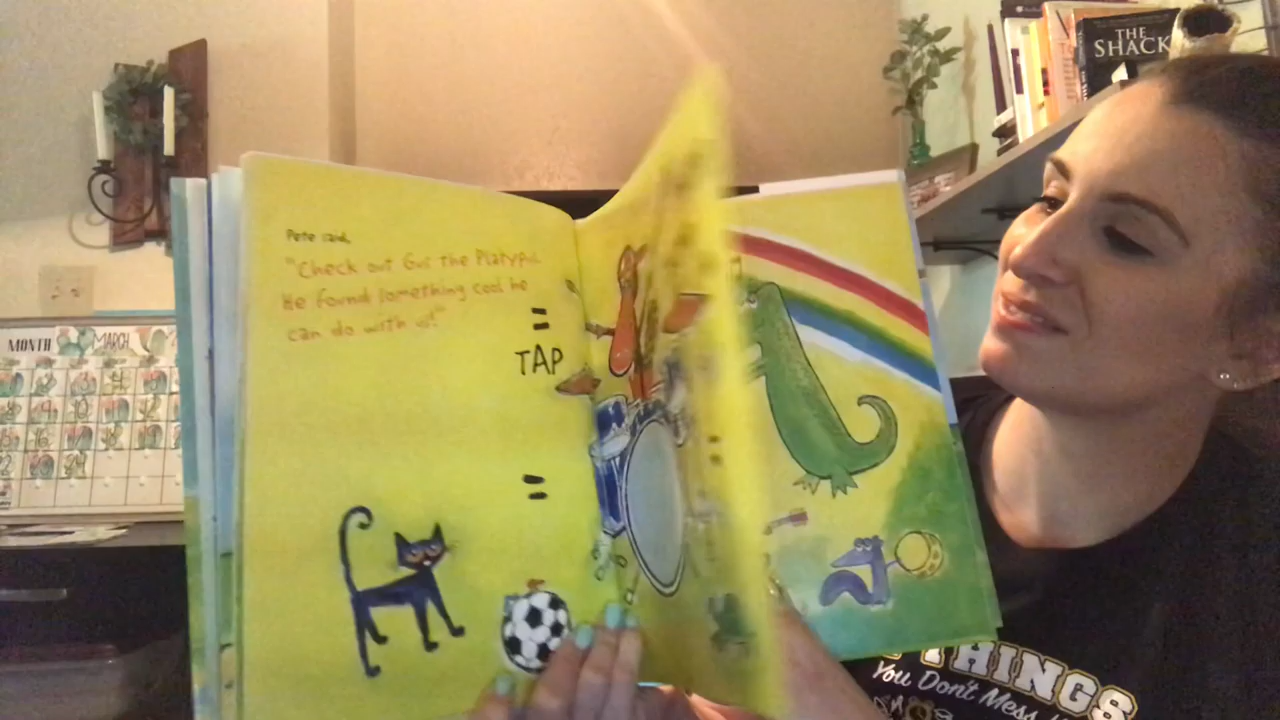 Pete said,
"Check out Gus the Platypus.
He found something cool he
can do with us!"
TAP
THE
SHACK
MONTH
MARCH
THINGS
You Don't Mess